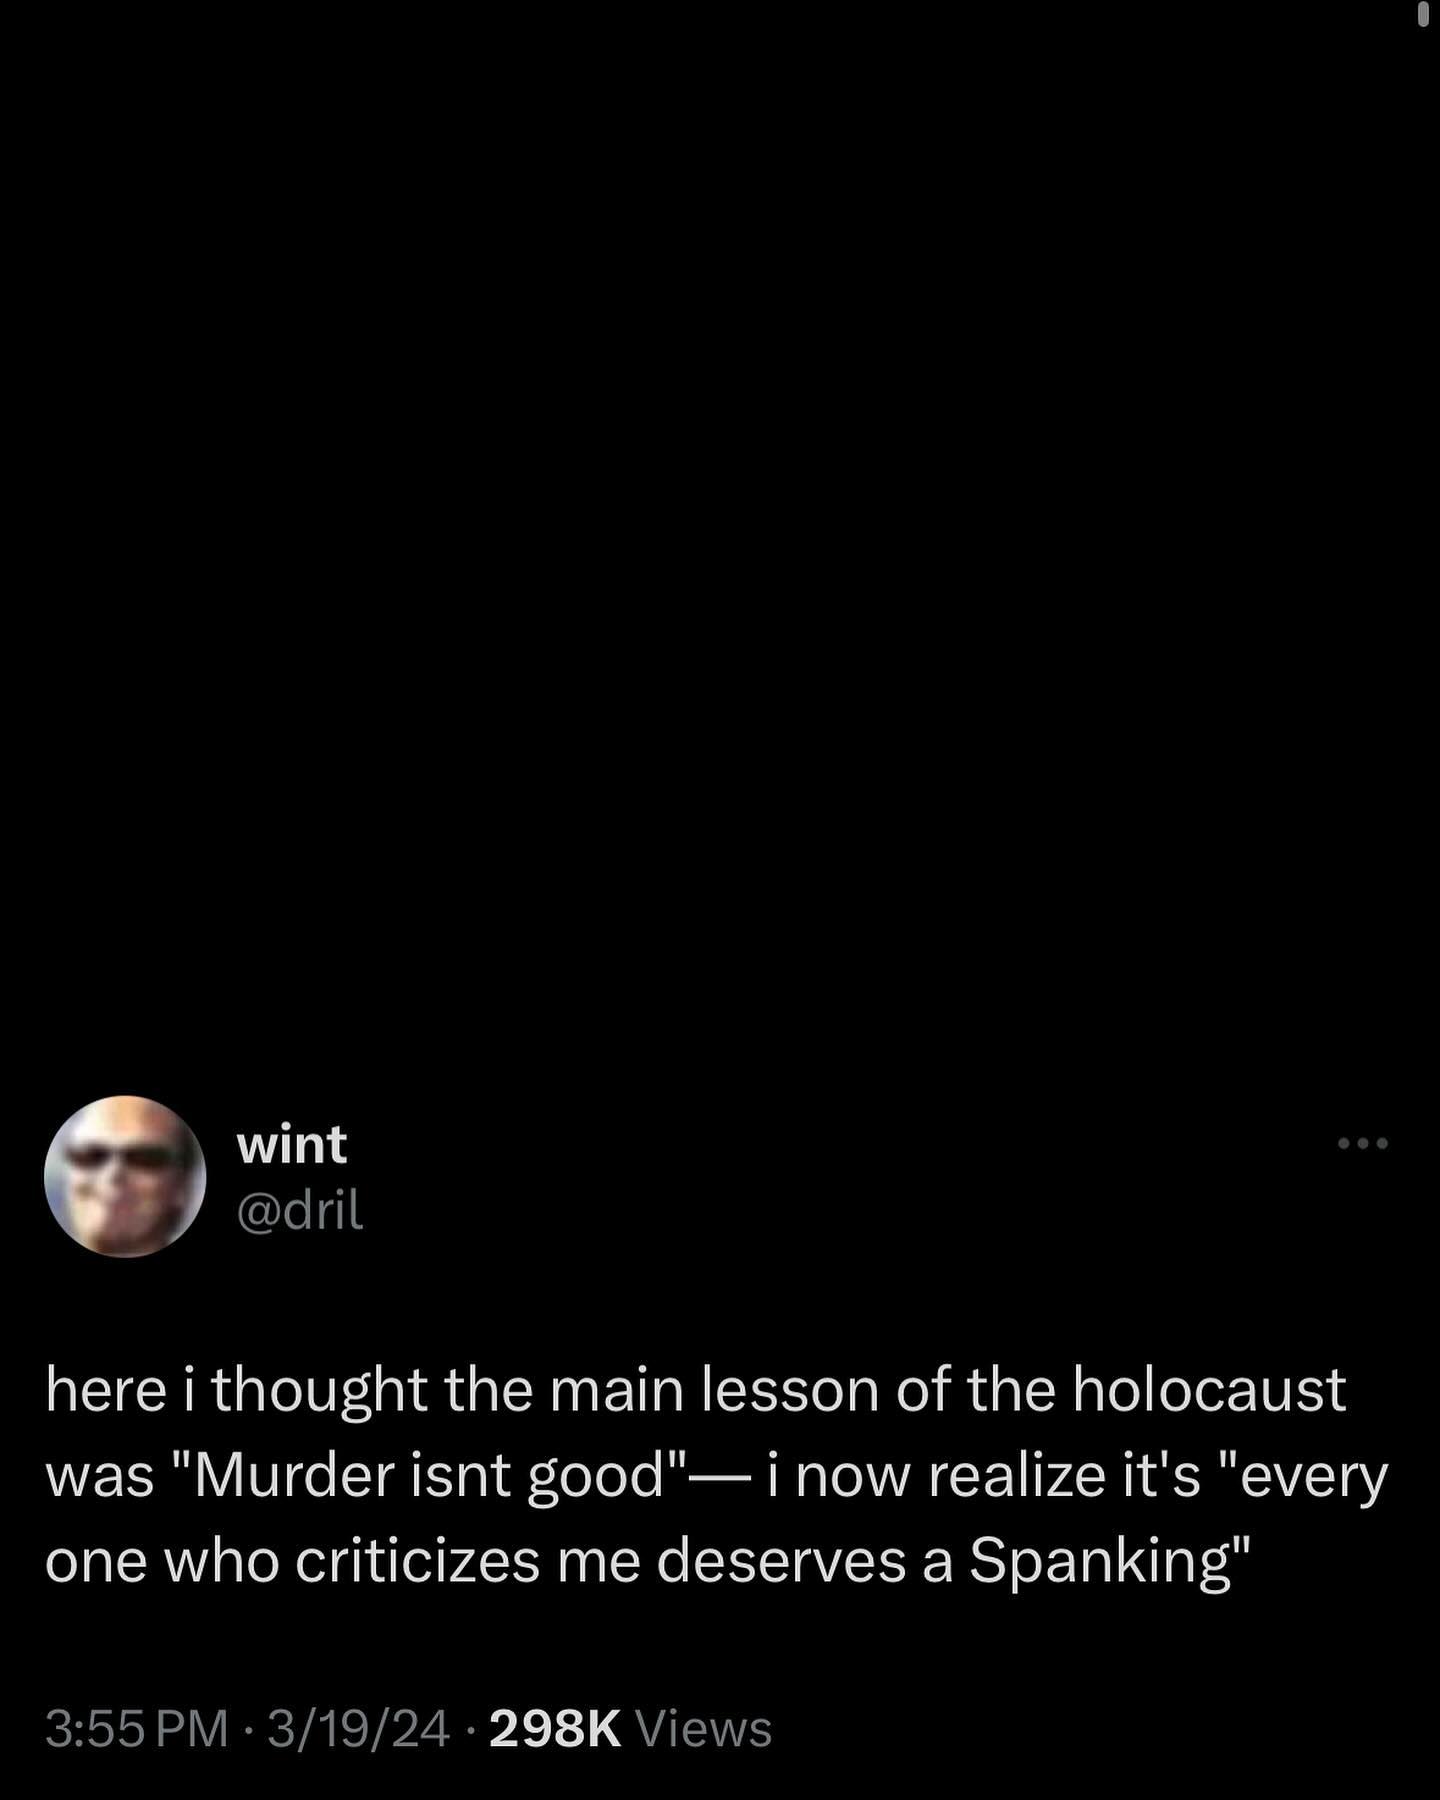 wint
@dril
here i thought the main lesson of the holocaust
was "Murder isnt good"— i now realize it's "every
one who criticizes me deserves a Spanking"
3:55 PM · 3/19/24 · 298K Views